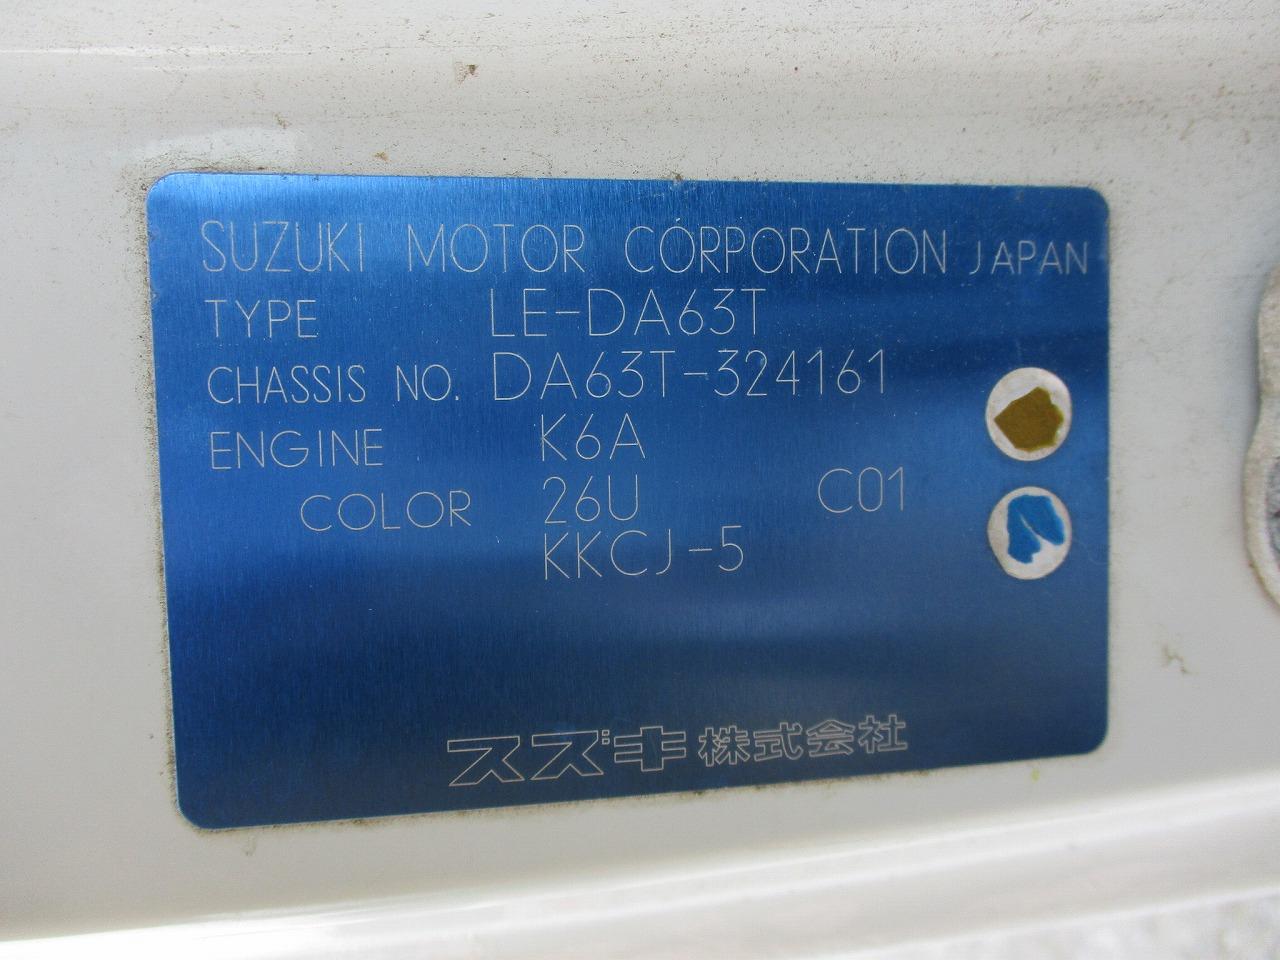 SUZUKI MOTOR CORPORATION JAPAN
TYPE LE-DA63T
CHASSIS NO. DA63T-324161
ENGINE K6A
COLOR 26U C01
KKCJ-5
スズキ株式会社